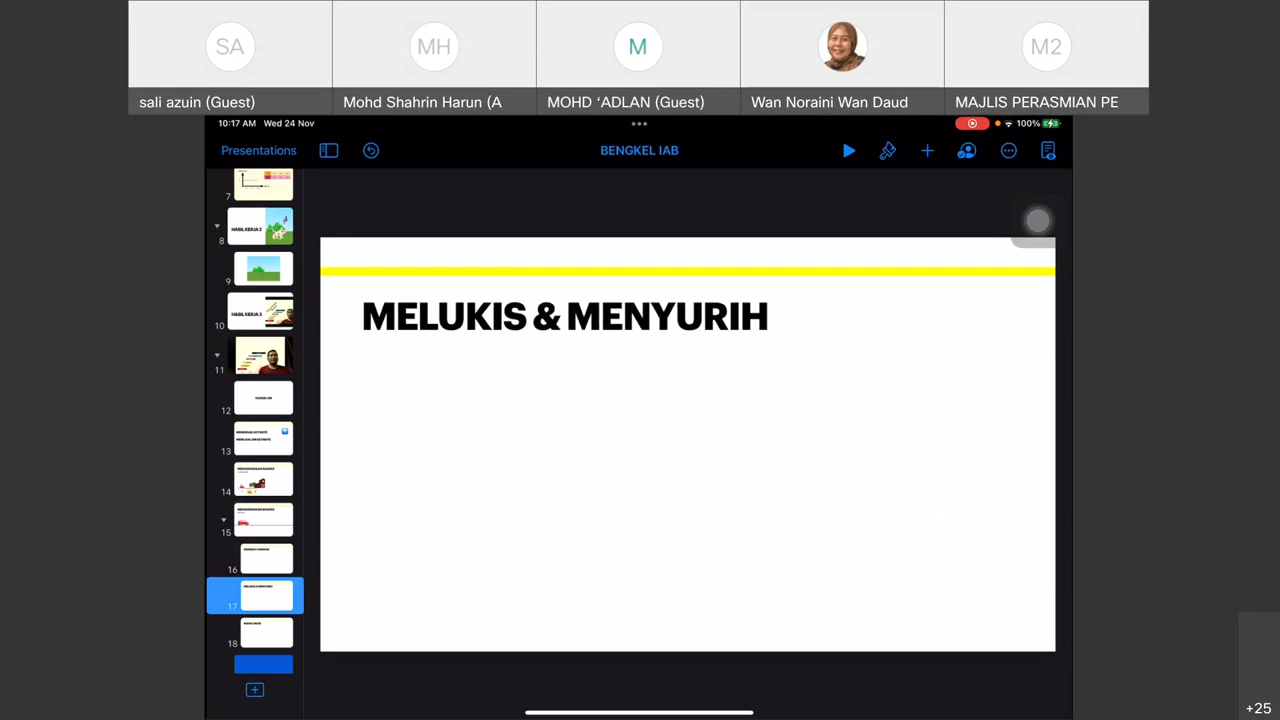 SA
MH
M
M2
sali azuin (Guest)
Mohd Shahrin Harun (A
MOHD ‘ADLAN (Guest)
Wan Noraini Wan Daud
MAJLIS PERASMIAN PE
10:17 AM Wed 24 Nov
100%
Presentations
BENGKEL IAB
7
HASIL KERJA 2
8
9
HASIL KERJA 3
10
11
12
13
14
15
16
17
18
MELUKIS & MENYURIH
+25